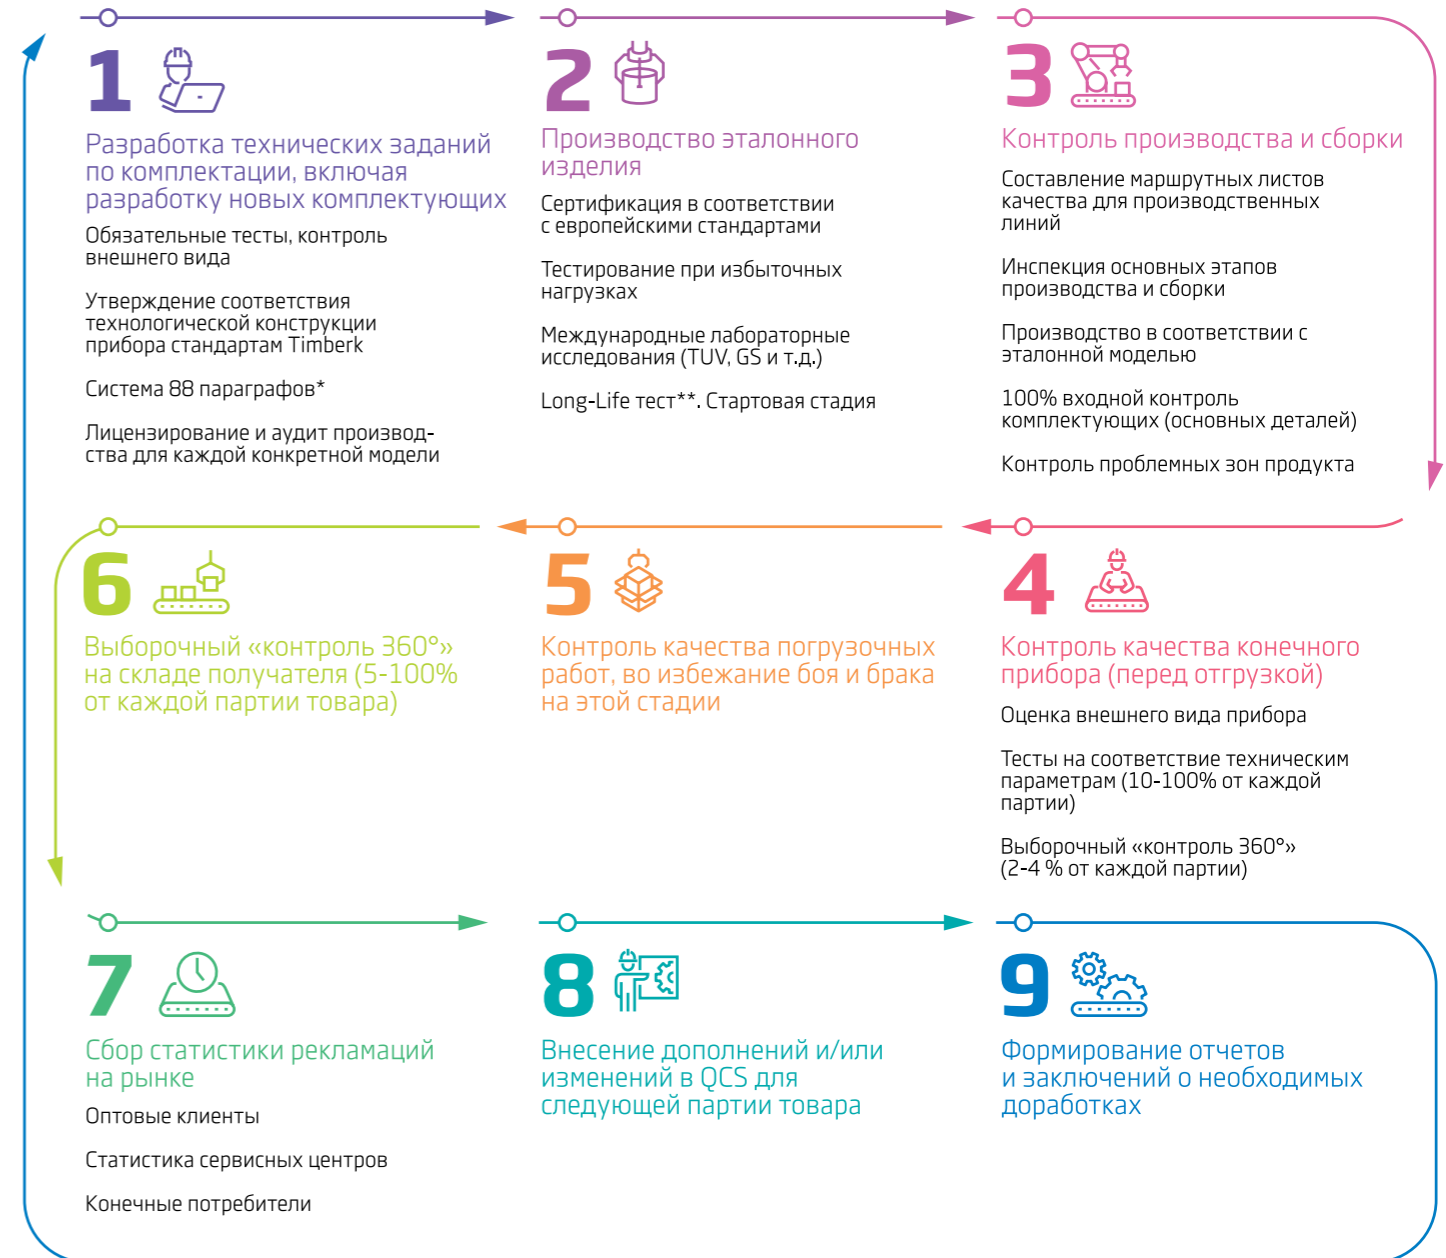 1
Разработка технических заданий
по комплектации, включая
разработку новых комплектующих
Обязательные тесты, контроль
внешнего вида
Утверждение соответствия
технологической конструкции
прибора стандартам Timberk
Система 88 параграфов*
Лицензирование и аудит производ-
ства для каждой конкретной модели
2
Производство эталонного
изделия
Сертификация в соответствии
с европейскими стандартами
Тестирование при избыточных
нагрузках
Международные лабораторные
исследования (TUV, GS и т.д.)
Long-Life тест**. Стартовая стадия
3
Контроль производства и сборки
Составление маршрутных листов
качества для производственных
линий
Инспекция основных этапов
производства и сборки
Производство в соответствии с
эталонной моделью
100% входной контроль
комплектующих (основных деталей)
Контроль проблемных зон продукта
4
Контроль качества конечного
прибора (перед отгрузкой)
Оценка внешнего вида прибора
Тесты на соответствие техническим
параметрам (10-100% от каждой
партии)
Выборочный «контроль 360°»
(2-4 % от каждой партии)
5
Контроль качества погрузочных
работ, во избежание боя и брака
на этой стадии
6
Выборочный «контроль 360°»
на складе получателя (5-100%
от каждой партии товара)
7
Сбор статистики рекламаций
на рынке
Оптовые клиенты
Статистика сервисных центров
Конечные потребители
8
Внесение дополнений и/или
изменений в QCS для
следующей партии товара
9
Формирование отчетов
и заключений о необходимых
доработках